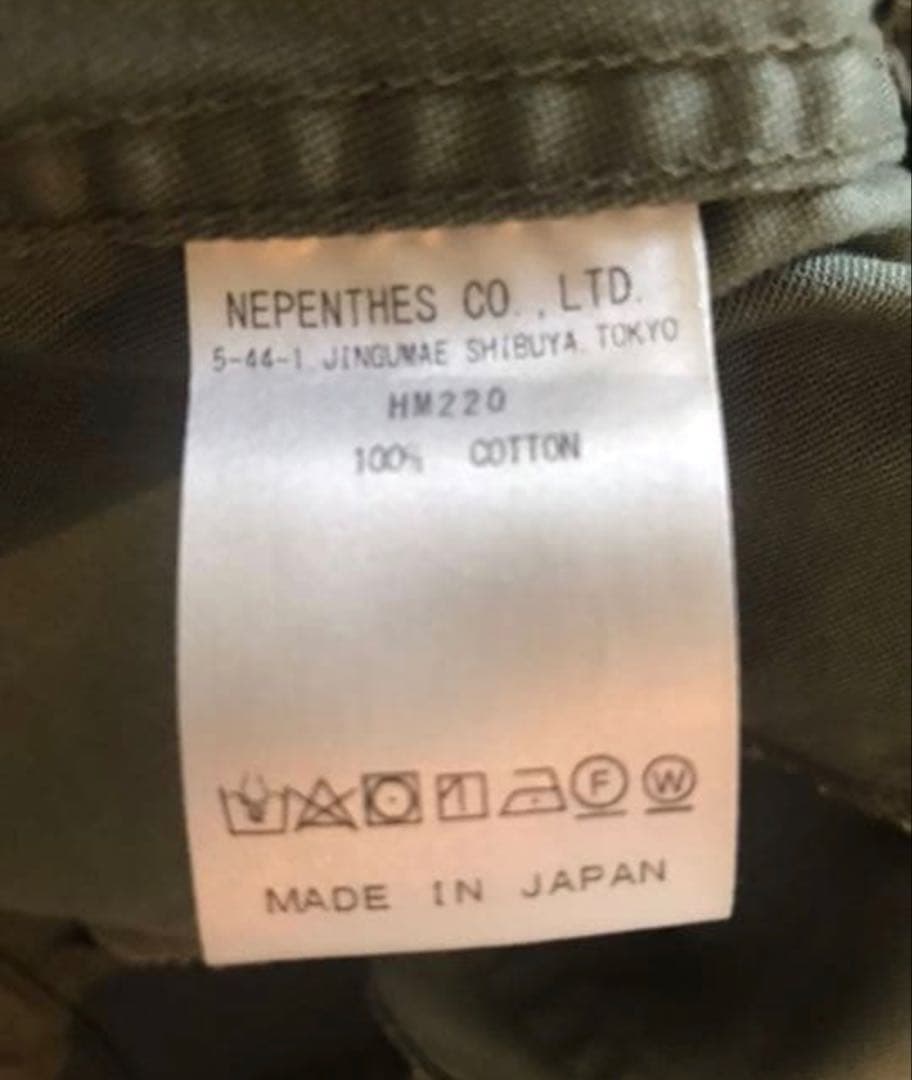 NEPENTHES CO.,LTD.
5-44-1 JINGUMAE SHIBUYA TOKYO
HM220
100% COTTON
F W
MADE IN JAPAN